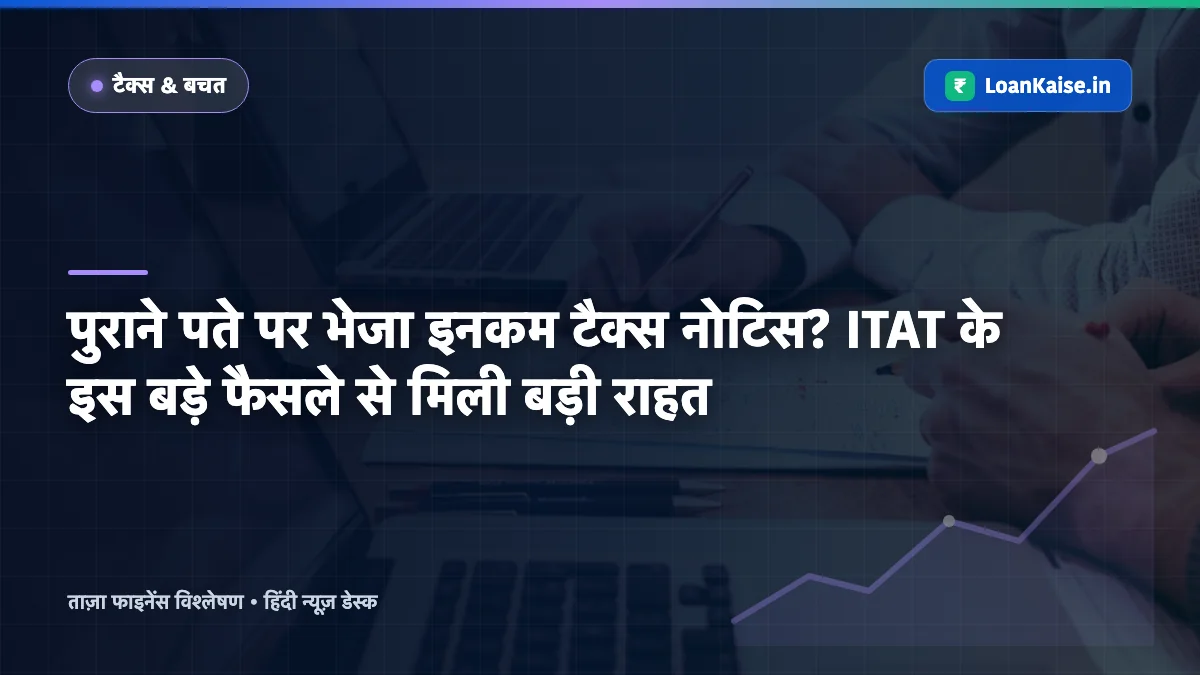 टैक्स & बचत
₹ LoanKaise.in
पुराने पते पर भेजा इनकम टैक्स नोटिस? ITAT के
इस बड़े फैसले से मिली बड़ी राहत
ताज़ा फाइनेंस विश्लेषण • हिंदी न्यूज़ डेस्क